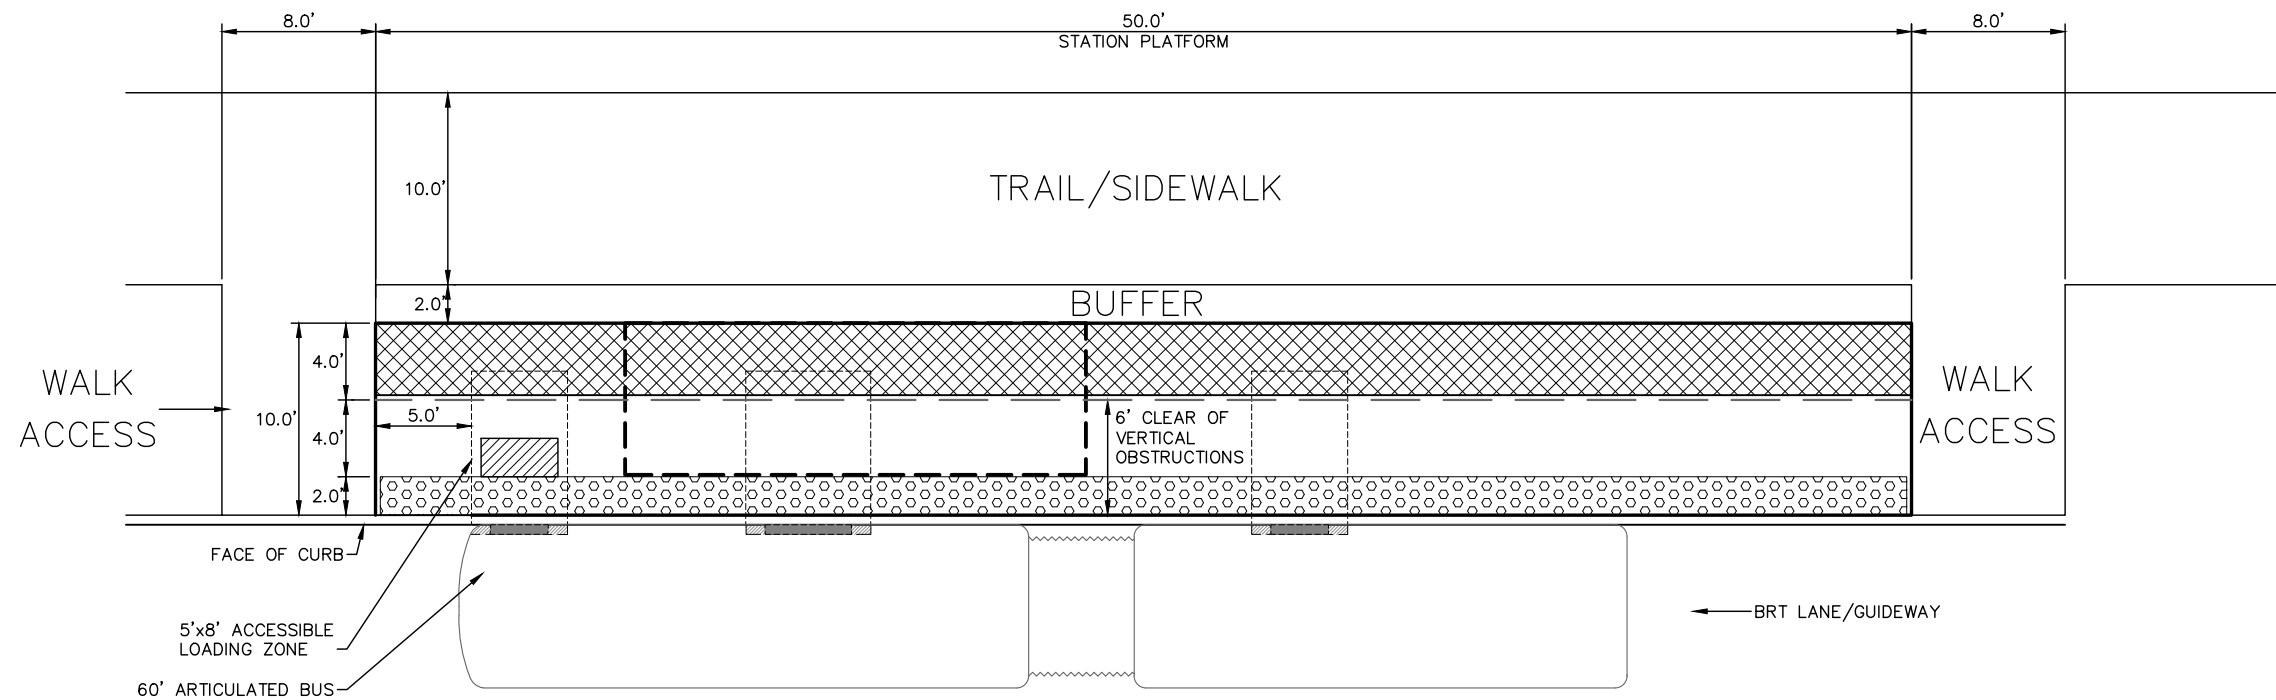 8.0'
50.0'
8.0'
STATION PLATFORM
10.0'
TRAIL/SIDEWALK
2.0'
BUFFER
4.0'
WALK
ACCESS
10.0'
5.0'
4.0'
6' CLEAR OF
VERTICAL
OBSTRUCTIONS
WALK
ACCESS
2.0'
FACE OF CURB
5'x8' ACCESSIBLE
LOADING ZONE
BRT LANE/GUIDEWAY
60' ARTICULATED BUS